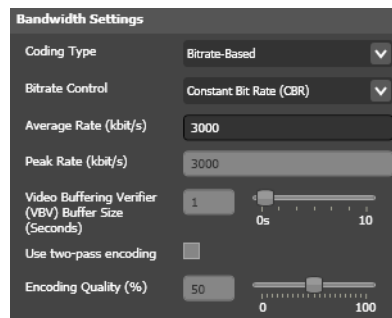 Bandwidth Settings
Coding Type Bitrate-Based
Bitrate Control Constant Bit Rate (CBR)
Average Rate (kbit/s) 3000
Peak Rate (kbit/s) 3000
Video Buffering Verifier
(VBV) Buffer Size
(Seconds)
1
0s 10
Use two-pass encoding
Encoding Quality (%) 50
0 100